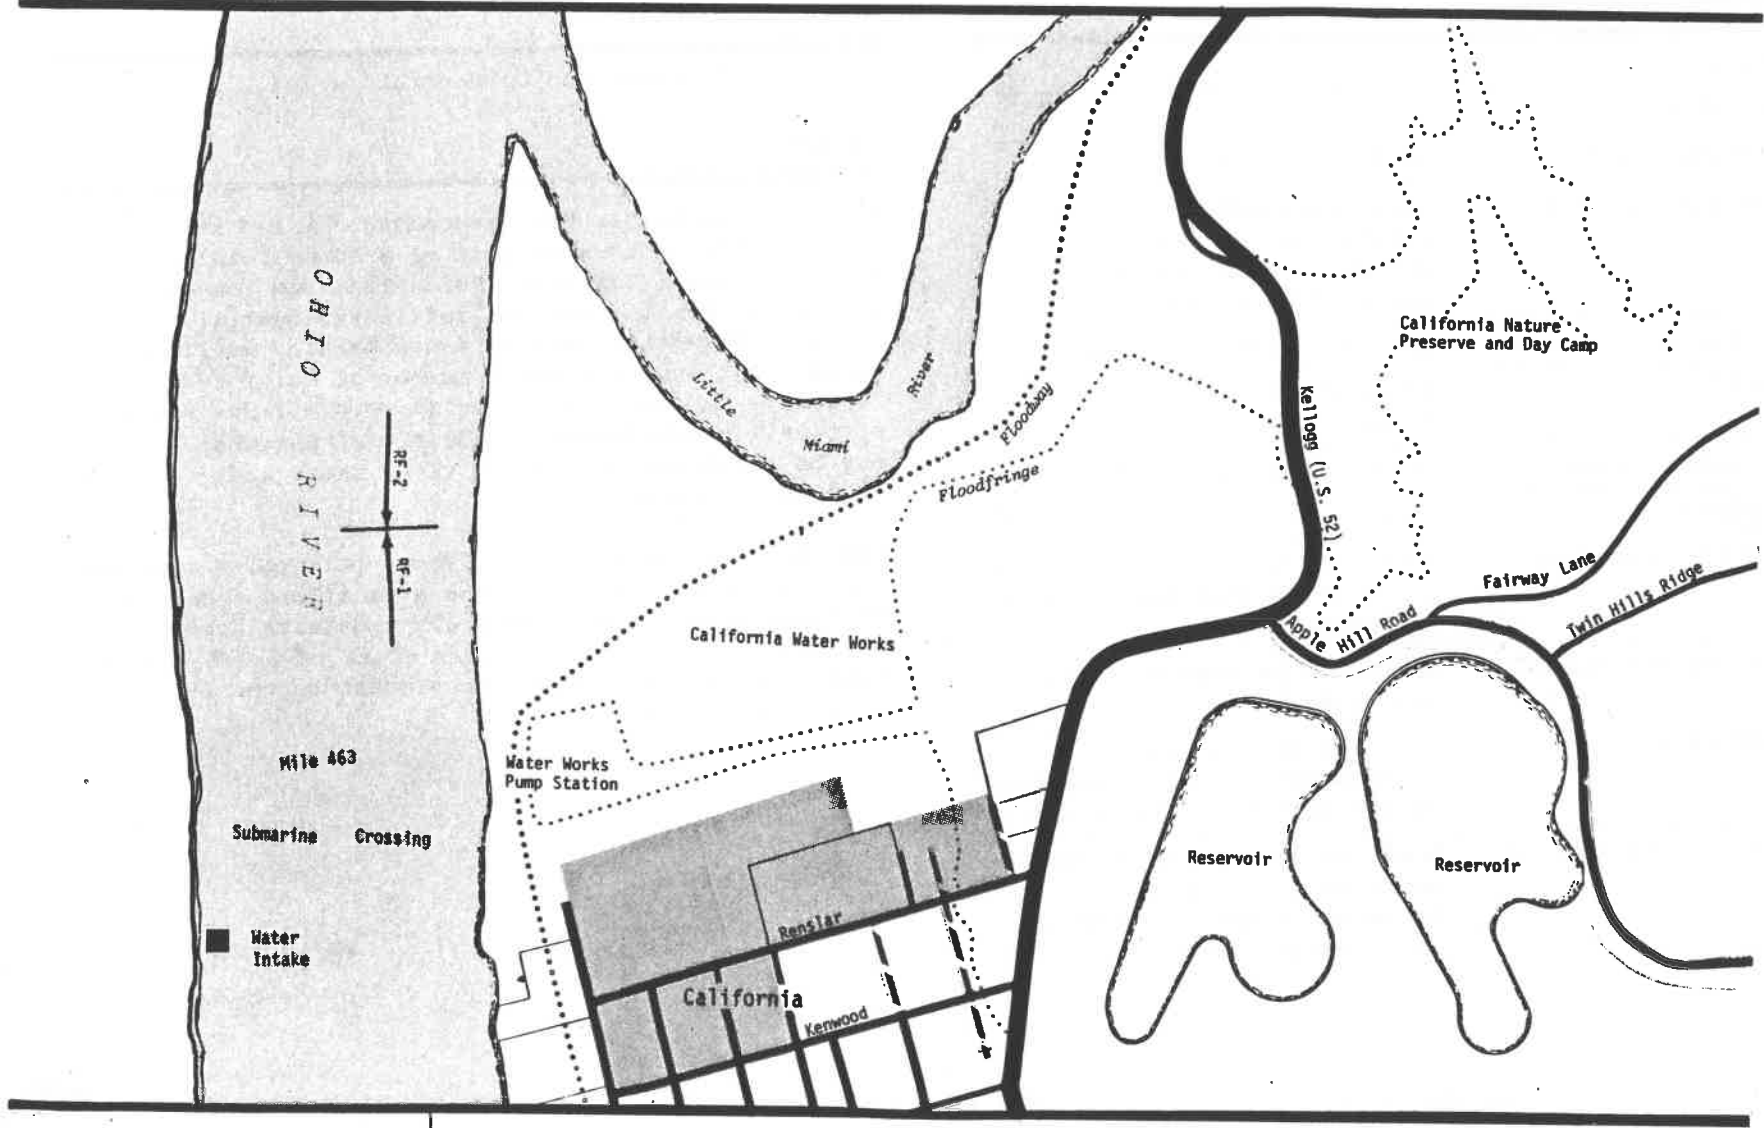 OHIO RIVER
RF-2
RF-1
Mile 463
Submarine Crossing
Water
Intake
Little
Miami
River
Floodway
Floodfringe
California Water Works
Water Works
Pump Station
Renslar
California
Kenwood
Kellogg (U.S. 52)
California Nature
Preserve and Day Camp
Apple Hill Road
Fairway Lane
Twin Hills Ridge
Reservoir
Reservoir